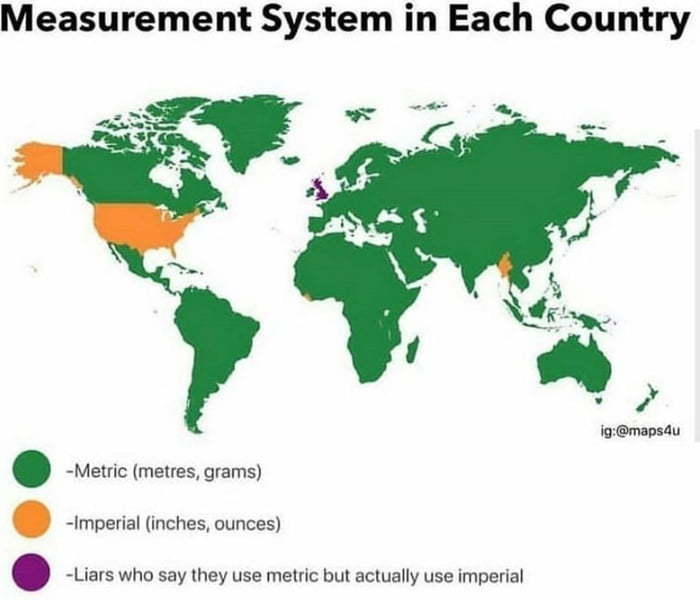 Measurement System in Each Country
ig:@maps4u
-Metric (metres, grams)
-Imperial (inches, ounces)
-Liars who say they use metric but actually use imperial